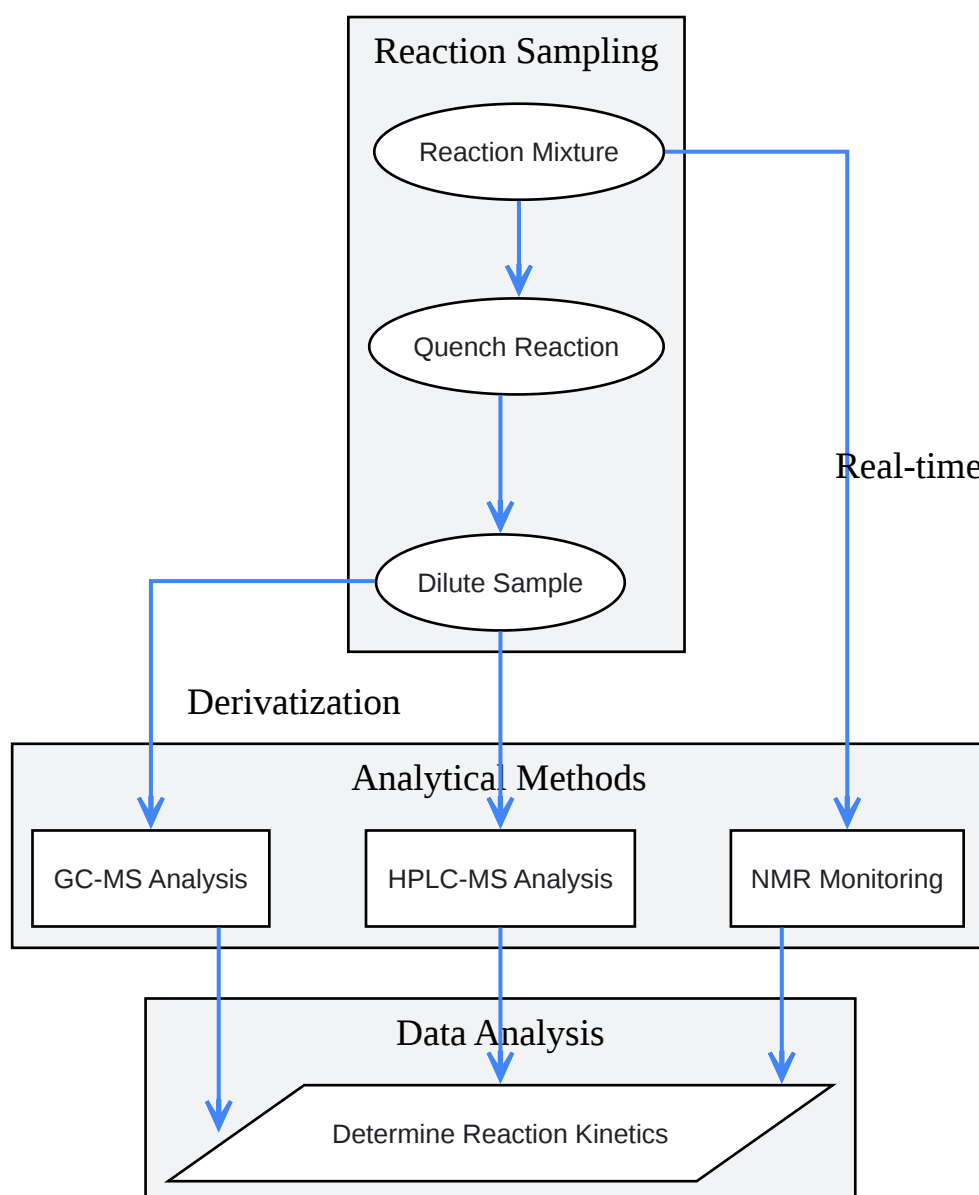 Reaction Sampling
Reaction Mixture
Quench Reaction
Real-time
Dilute Sample
Derivatization
Analytical Methods
GC-MS Analysis
HPLC-MS Analysis
NMR Monitoring
Data Analysis
Determine Reaction Kinetics